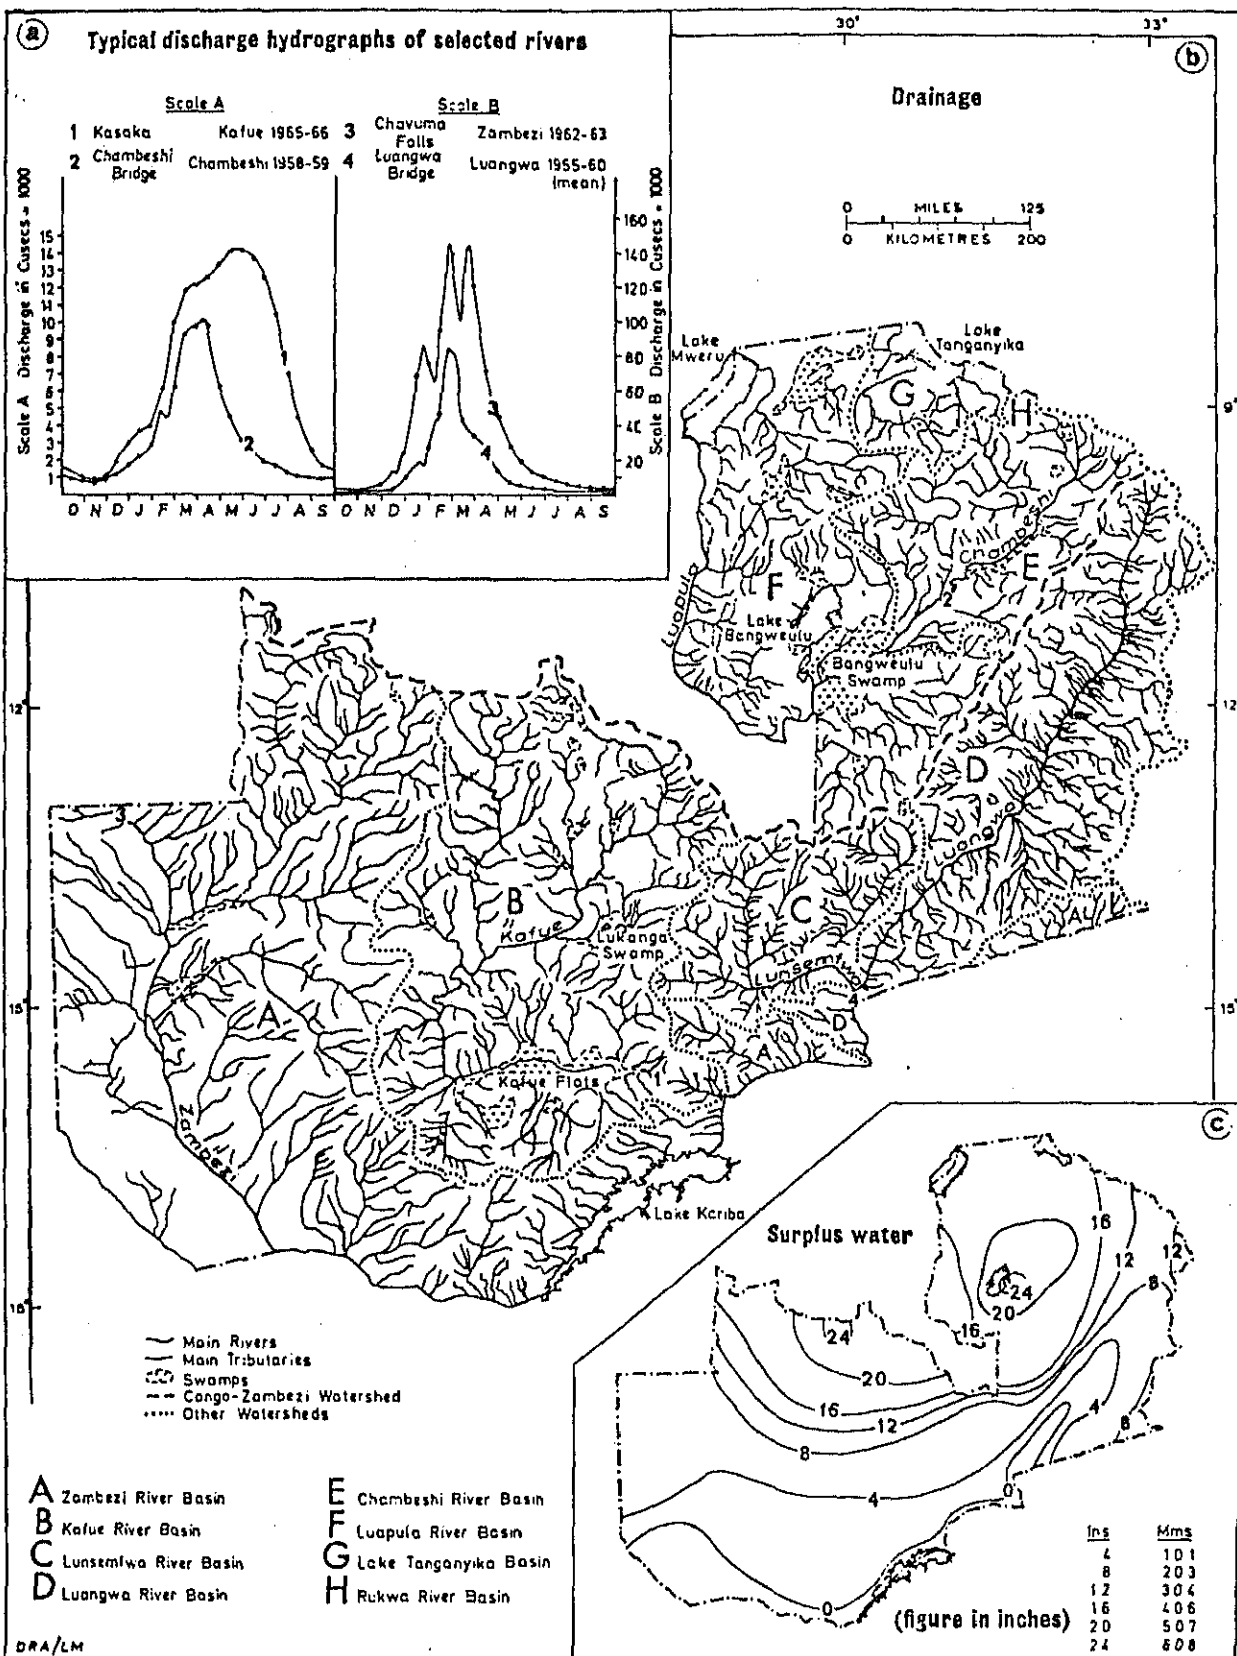 a
Typical discharge hydrographs of selected rivers
Scale A
1 Kasaka Kafue 1965-66
2 Chambeshi Bridge Chambeshi 1958-59
Scale B
3 Chavuma Falls Zambezi 1962-63
4 Luangwa Bridge Luangwa 1955-60 (mean)
Scale A Discharge in Cusecs × 1000
15
14
13
12
11
10
9
8
7
6
5
4
3
2
1
1
2
O N D J F M A M J J A S
Scale B Discharge in Cusecs × 1000
160
140
120
100
80
60
40
20
3
4
O N D J F M A M J J A S
b
30°
33°
Drainage
0 MILES 125
0 KILOMETRES 200
Lake Mweru
Lake Tanganyika
G
H
9°
Chambeshi
E
F
2
Luapula
Lake Bangweulu
Bangweulu Swamp
12°
12°
D
Luangwa
3
B
Kafue
Lukanga Swamp
C
Lunsemfwa
A
4
15°
15°
A
D
A
Kafue Flats
1
Zambezi
Lake Kariba
Main Rivers
Main Tributaries
Swamps
Congo-Zambezi Watershed
Other Watersheds
A Zambezi River Basin
B Kafue River Basin
C Lunsemfwa River Basin
D Luangwa River Basin
E Chambeshi River Basin
F Luapula River Basin
G Lake Tanganyika Basin
H Rukwa River Basin
DRA/LM
c
Surplus water
16
12
12
8
24
20
16
24
20
16
12
8
4
8
4
0
0
(figure in inches)
Ins Mms
4 101
8 203
12 304
16 406
20 507
24 608